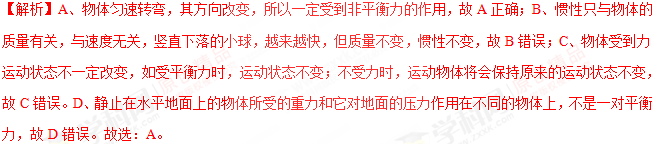 【解析】A、物体匀速转弯，其方向改变，所以一定受到非平衡力的作用，故 A 正确；B、惯性只与物体的
质量有关，与速度无关，竖直下落的小球，越来越快，但质量不变，惯性不变，故 B 错误；C、物体受到力
运动状态不一定改变，如受平衡力时，运动状态不变；不受力时，运动物体将会保持原来的运动状态不变，
故 C 错误。D、静止在水平地面上的物体所受的重力和它对地面的压力作用在不同的物体上，不是一对平衡
力，故 D 错误。故选：A。